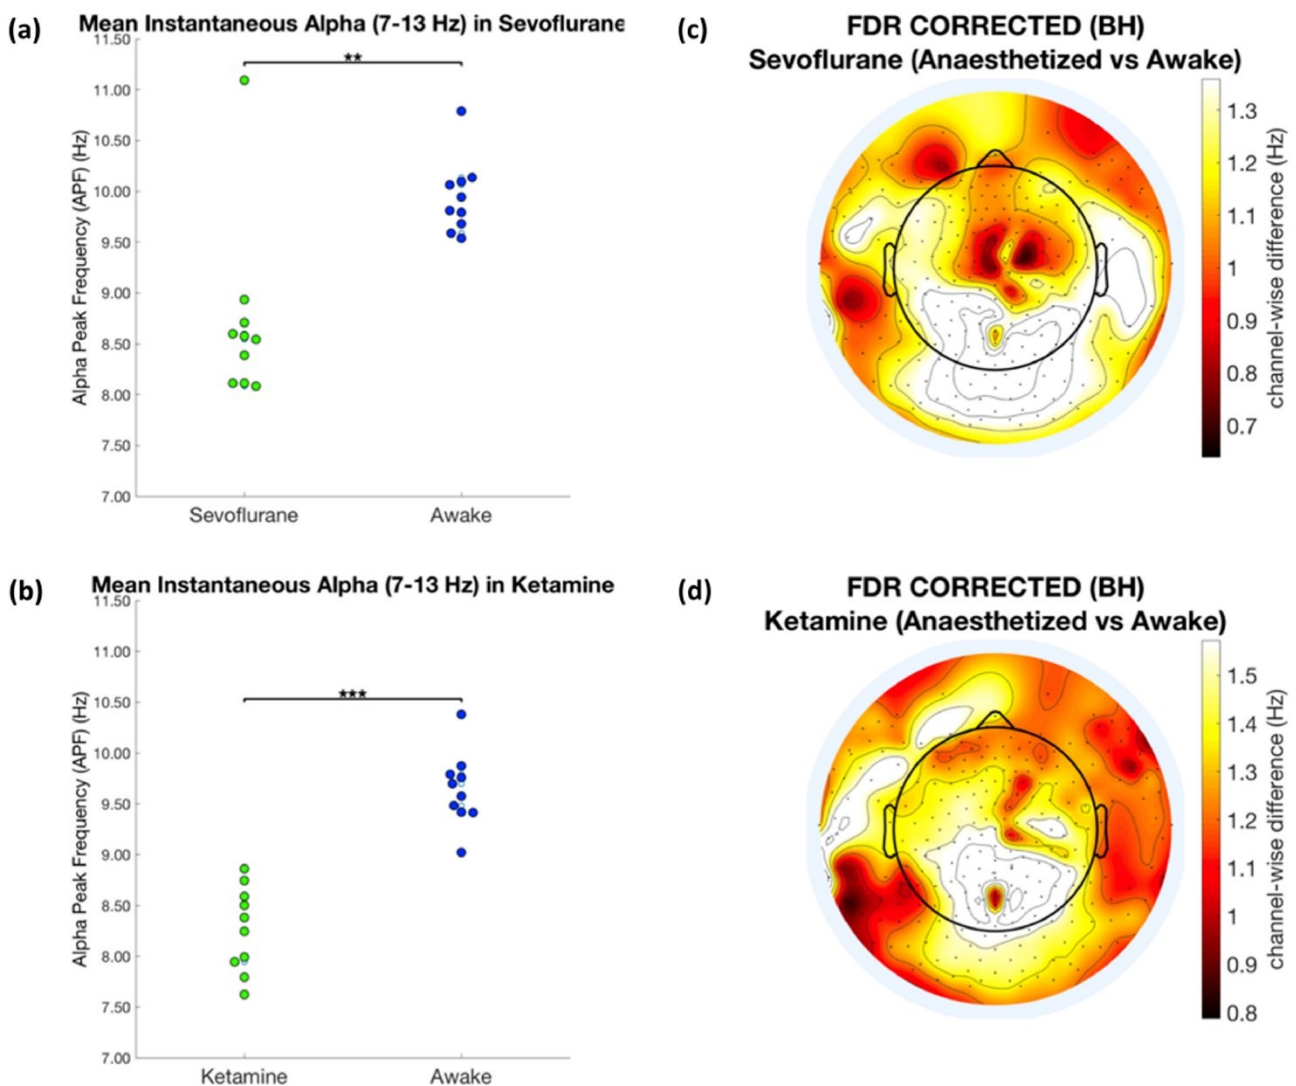 (a)
Mean Instantaneous Alpha (7-13 Hz) in Sevoflurane
11.50
11.00
10.50
10.00
9.50
9.00
8.50
8.00
7.50
7.00
Alpha Peak Frequency (APF) (Hz)
**
Sevoflurane
Awake
(c)
FDR CORRECTED (BH)
Sevoflurane (Anaesthetized vs Awake)
1.3
1.2
1.1
1
0.9
0.8
0.7
channel-wise difference (Hz)
(b)
Mean Instantaneous Alpha (7-13 Hz) in Ketamine
11.50
11.00
10.50
10.00
9.50
9.00
8.50
8.00
7.50
7.00
Alpha Peak Frequency (APF) (Hz)
***
Ketamine
Awake
(d)
FDR CORRECTED (BH)
Ketamine (Anaesthetized vs Awake)
1.5
1.4
1.3
1.2
1.1
1
0.9
0.8
channel-wise difference (Hz)